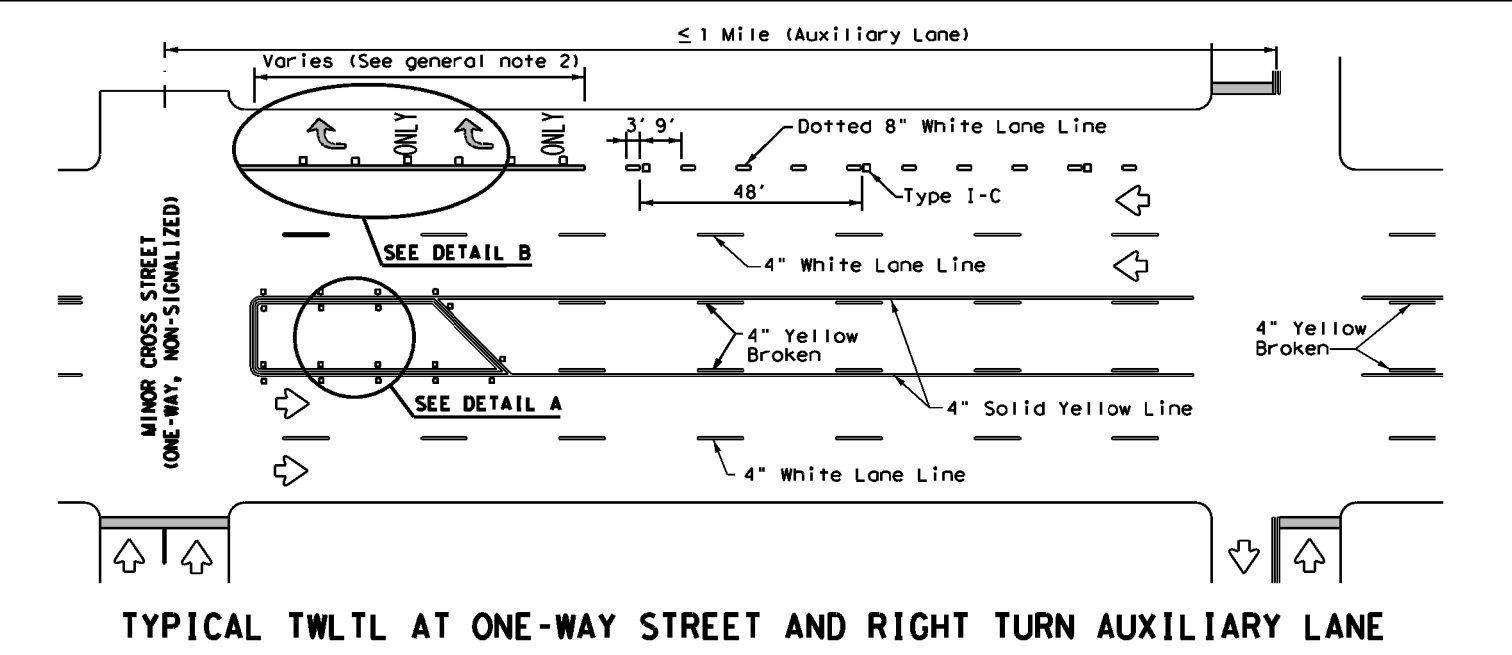 ≤ 1 Mile (Auxiliary Lane)
Varies (See general note 2)
ONLY
ONLY
3' 9'
Dotted 8" White Lane Line
48'
Type I-C
SEE DETAIL B
4" White Lane Line
MINOR CROSS STREET
(ONE-WAY, NON-SIGNALIZED)
4" Yellow
Broken
4" Yellow
Broken
SEE DETAIL A
4" Solid Yellow Line
4" White Lane Line
TYPICAL TWLTL AT ONE-WAY STREET AND RIGHT TURN AUXILIARY LANE